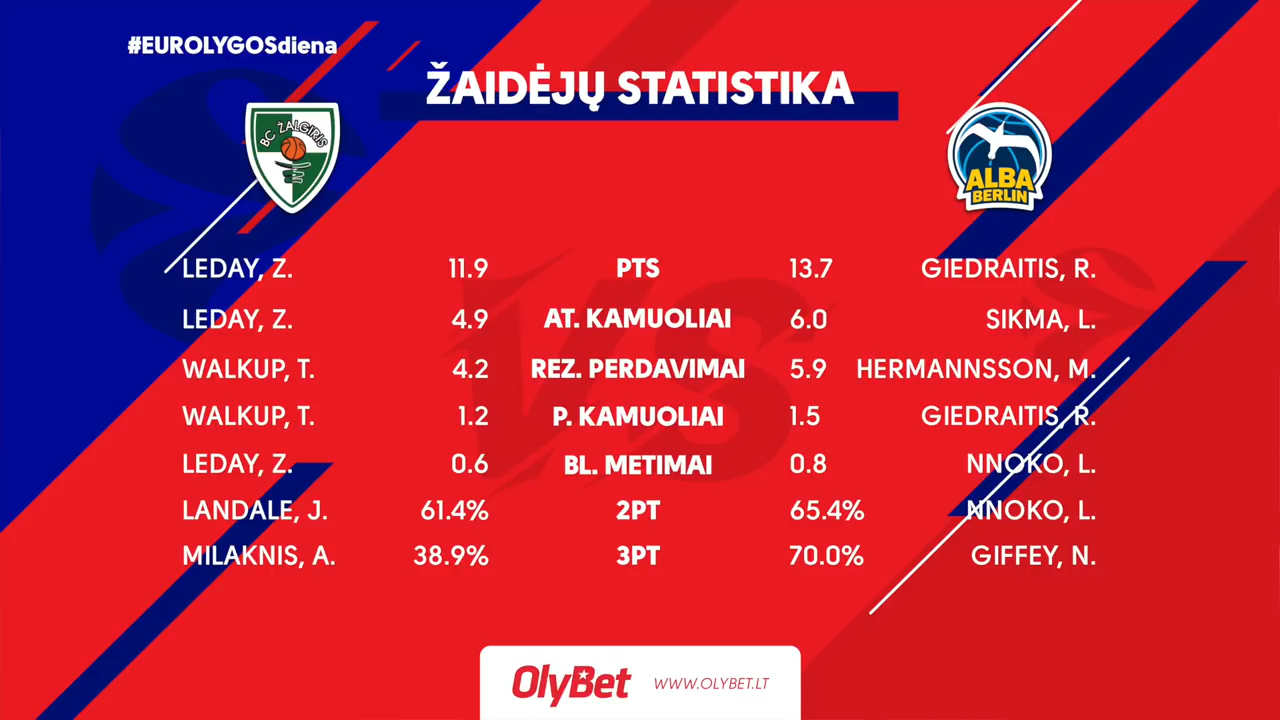 #EUROLYGOSdiena
ŽAIDĖJŲ STATISTIKA
BC ŽALGIRIS
ALBA
BERLIN
LEDAY, Z. 11.9 PTS 13.7 GIEDRAITIS, R.
LEDAY, Z. 4.9 AT. KAMUOLIAI 6.0 SIKMA, L.
WALKUP, T. 4.2 REZ. PERDAVIMAI 5.9 HERMANNSSON, M.
WALKUP, T. 1.2 P. KAMUOLIAI 1.5 GIEDRAITIS, R.
LEDAY, Z. 0.6 BL. METIMAI 0.8 NNOKO, L.
LANDALE, J. 61.4% 2PT 65.4% NNOKO, L.
MILAKNIS, A. 38.9% 3PT 70.0% GIFFEY, N.
VS
OlyBet WWW.OLYBET.LT